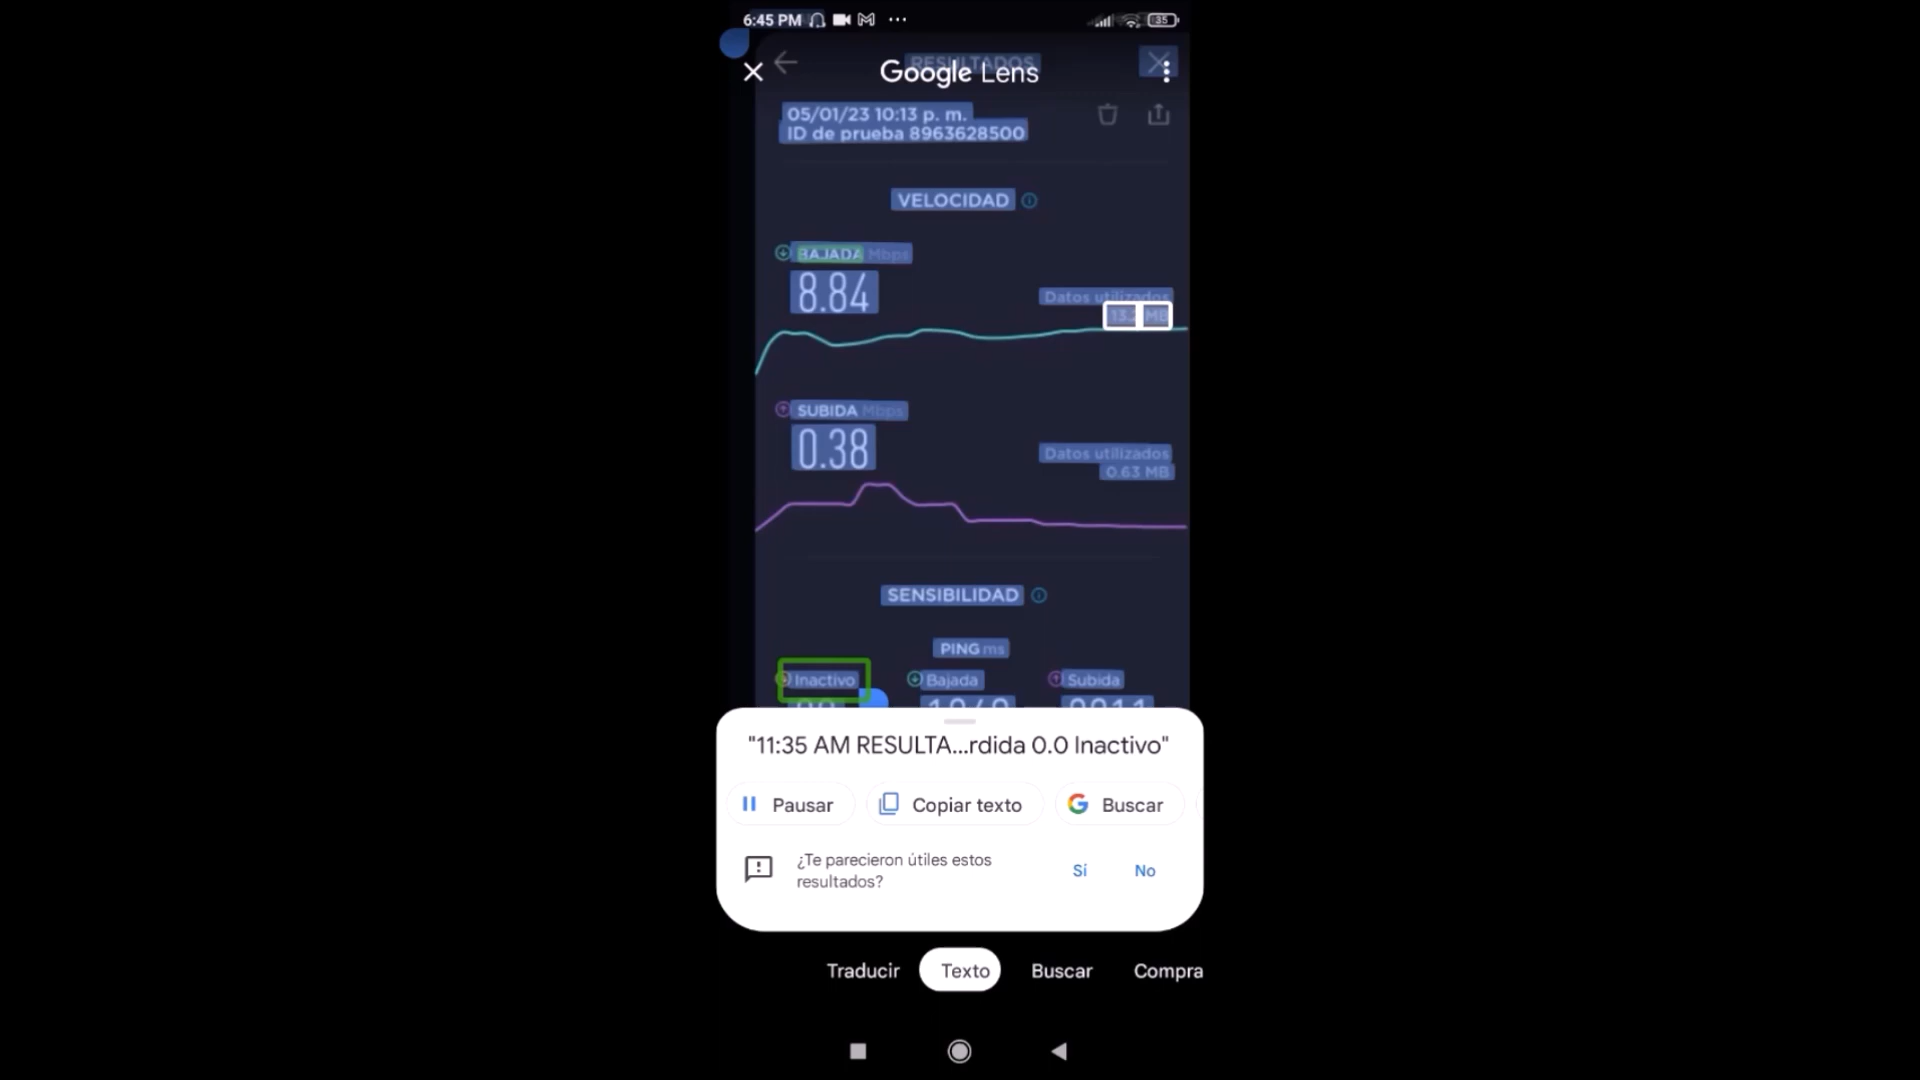 6:45 PM
35
RESULTADOS
Google Lens
05/01/23 10:13 p. m.
ID de prueba 8963628500
VELOCIDAD
BAJADA Mbps
8.84
Datos utilizados
MB
SUBIDA Mbps
0.38
Datos utilizados
0.63 MB
SENSIBILIDAD
PING ms
Inactivo Bajada Subida
"11:35 AM RESULTA...rdida 0.0 Inactivo"
Pausar Copiar texto Buscar
¿Te parecieron útiles estos
resultados?
Sí No
Traducir Texto Buscar Compra